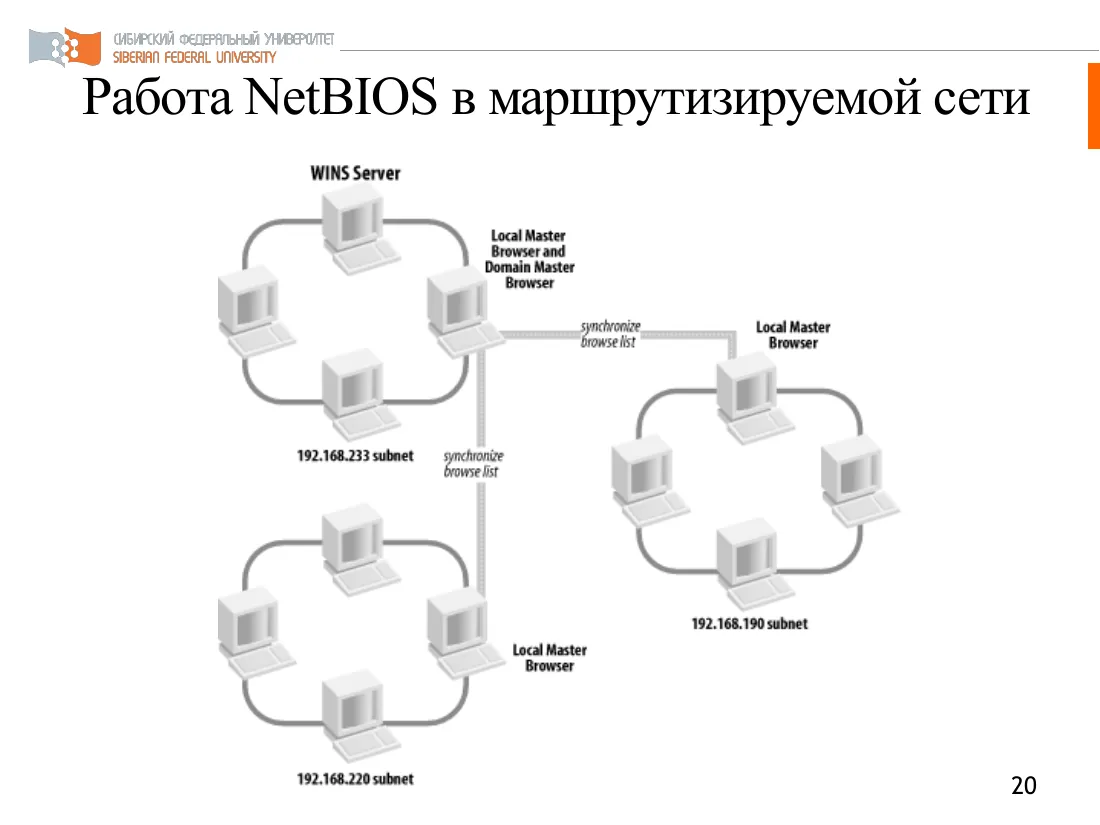 СИБИРСКИЙ ФЕДЕРАЛЬНЫЙ УНИВЕРСИТЕТ
SIBERIAN FEDERAL UNIVERSITY
Работа NetBIOS в маршрутизируемой сети
WINS Server
Local Master
Browser and
Domain Master
Browser
synchronize
browse list
Local Master
Browser
192.168.233 subnet
synchronize
browse list
192.168.190 subnet
Local Master
Browser
192.168.220 subnet
20